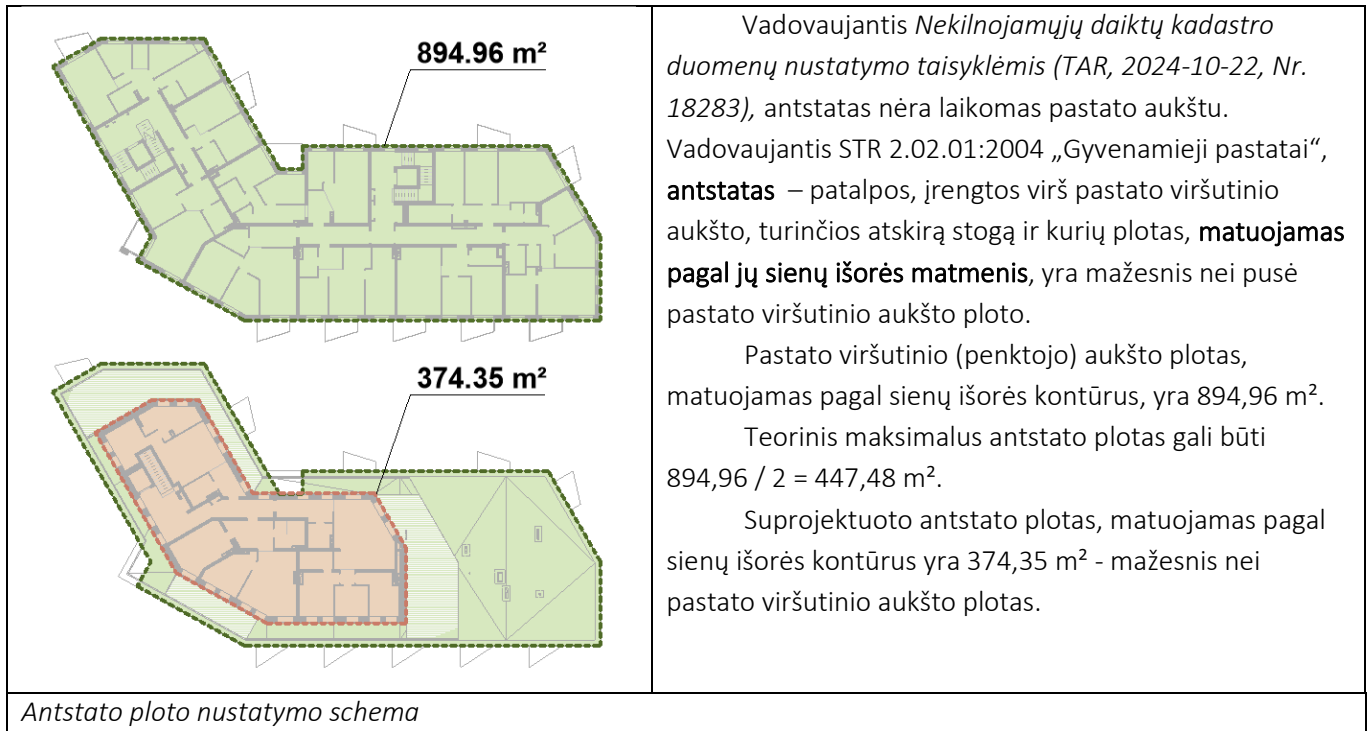 894.96 m²
374.35 m²
Vadovaujantis Nekilnojamųjų daiktų kadastro
duomenų nustatymo taisyklėmis (TAR, 2024-10-22, Nr.
18283), antstatas nėra laikomas pastato aukštu.
Vadovaujantis STR 2.02.01:2004 „Gyvenamieji pastatai“,
antstatas – patalpos, įrengtos virš pastato viršutinio
aukšto, turinčios atskirą stogą ir kurių plotas, matuojamas
pagal jų sienų išorės matmenis, yra mažesnis nei pusė
pastato viršutinio aukšto ploto.
Pastato viršutinio (penktojo) aukšto plotas,
matuojamas pagal sienų išorės kontūrus, yra 894,96 m².
Teorinis maksimalus antstato plotas gali būti
894,96 / 2 = 447,48 m².
Suprojektuoto antstato plotas, matuojamas pagal
sienų išorės kontūrus yra 374,35 m² - mažesnis nei
pastato viršutinio aukšto plotas.
Antstato ploto nustatymo schema